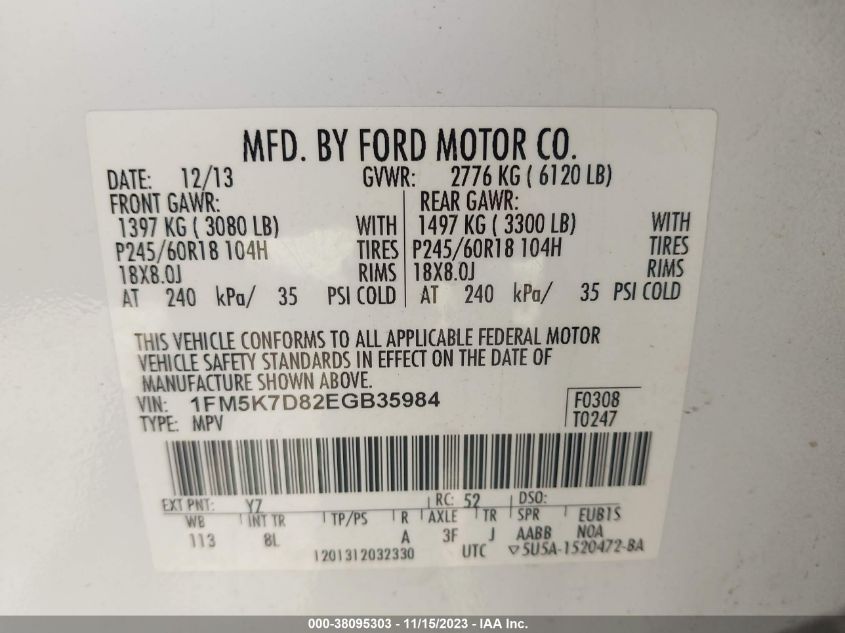 MFD. BY FORD MOTOR CO.
DATE: 12/13 GVWR: 2776 KG ( 6120 LB)
FRONT GAWR: REAR GAWR:
1397 KG ( 3080 LB) WITH 1497 KG ( 3300 LB) WITH
P245/60R18 104H TIRES P245/60R18 104H TIRES
18X8.0J RIMS 18X8.0J RIMS
AT 240 kPa/ 35 PSI COLD AT 240 kPa/ 35 PSI COLD
THIS VEHICLE CONFORMS TO ALL APPLICABLE FEDERAL MOTOR
VEHICLE SAFETY STANDARDS IN EFFECT ON THE DATE OF
MANUFACTURE SHOWN ABOVE.
VIN: 1FM5K7D82EGB35984 F0308
TYPE: MPV T0247
EXT PNT: YZ RC: 52 DSO:
WB INT TR TP/PS R AXLE TR SPR EUB1S
113 8L A 3F J AABB NOA
1201312032330 UTC ▽5U5A-1520472-BA
000-38095303 - 11/15/2023 - IAA Inc.